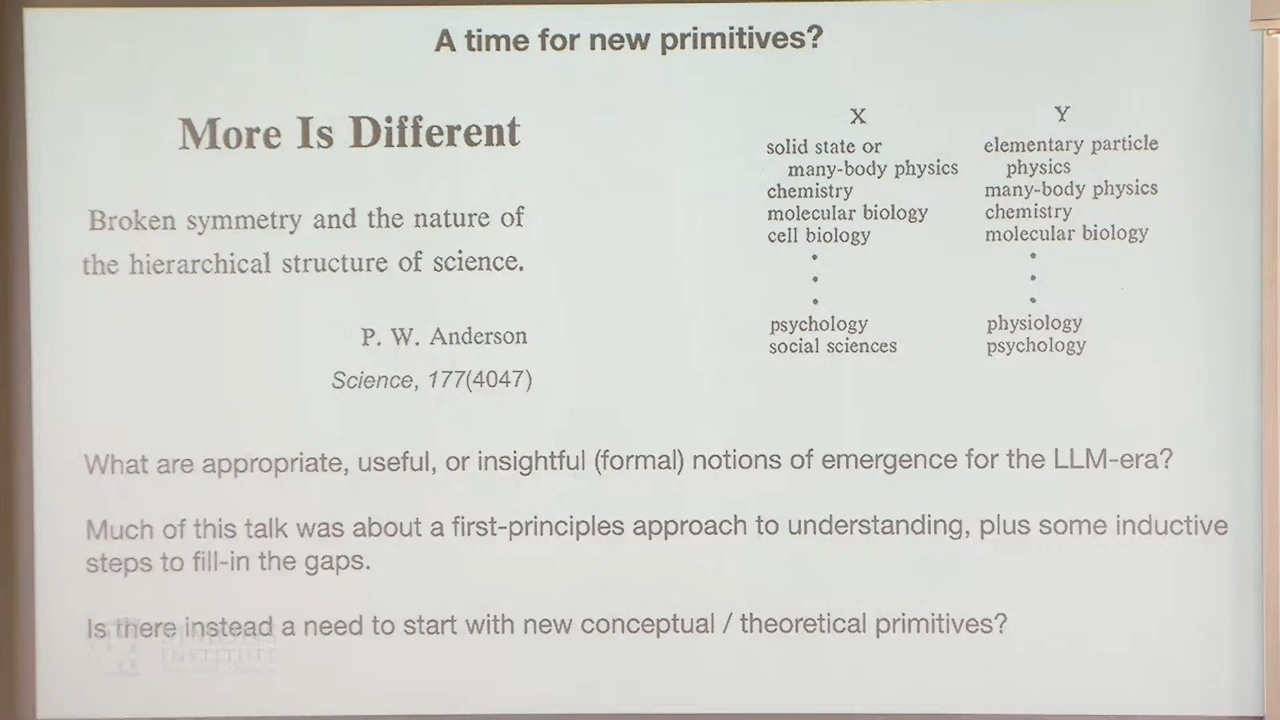 A time for new primitives?
More Is Different
Broken symmetry and the nature of
the hierarchical structure of science.
P. W. Anderson
Science, 177(4047)
X
solid state or
many-body physics
chemistry
molecular biology
cell biology
psychology
social sciences
Y
elementary particle
physics
many-body physics
chemistry
molecular biology
physiology
psychology
What are appropriate, useful, or insightful (formal) notions of emergence for the LLM-era?
Much of this talk was about a first-principles approach to understanding, plus some inductive
steps to fill-in the gaps.
Is there instead a need to start with new conceptual / theoretical primitives?
INSTITUTE